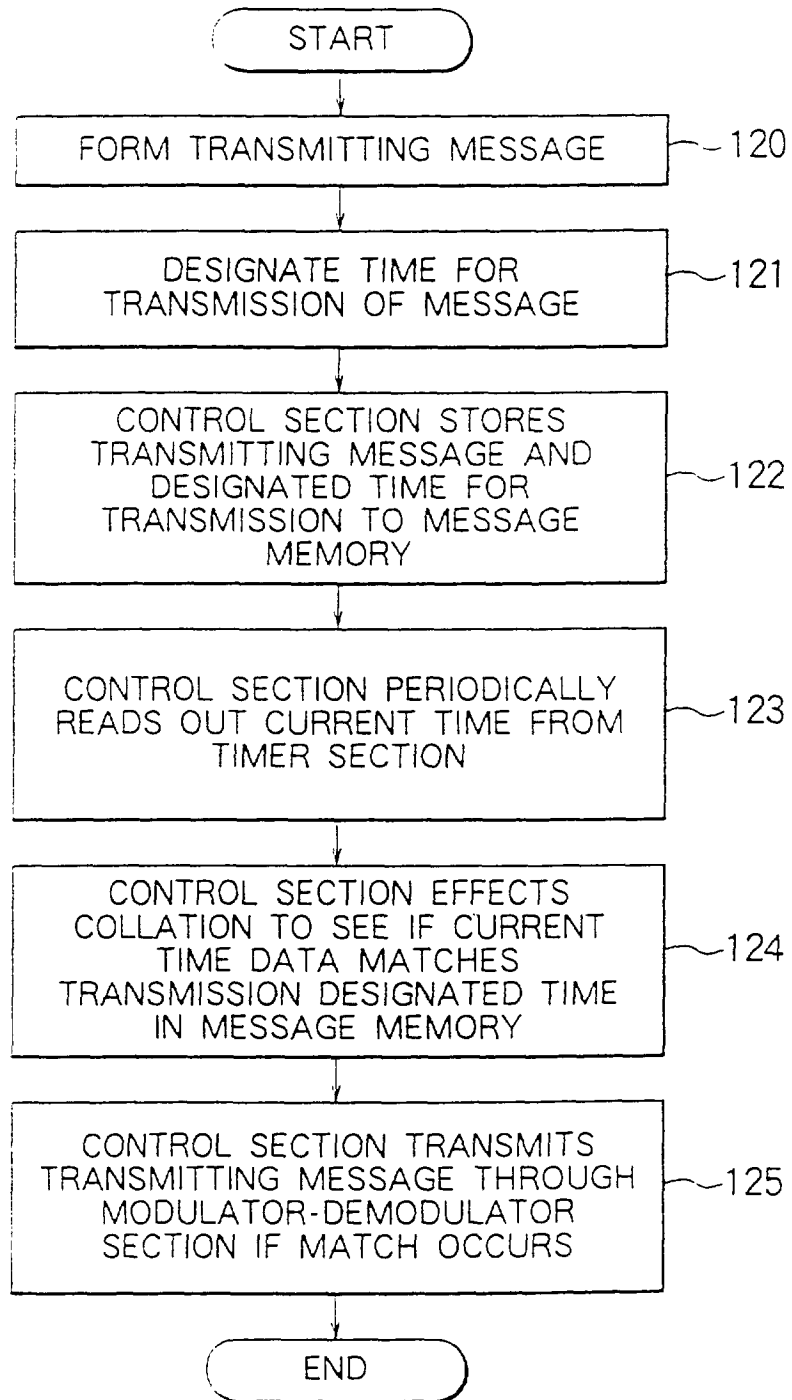 START
FORM TRANSMITTING MESSAGE
120
DESIGNATE TIME FOR
TRANSMISSION OF MESSAGE
121
CONTROL SECTION STORES
TRANSMITTING MESSAGE AND
DESIGNATED TIME FOR
TRANSMISSION TO MESSAGE
MEMORY
122
CONTROL SECTION PERIODICALLY
READS OUT CURRENT TIME FROM
TIMER SECTION
123
CONTROL SECTION EFFECTS
COLLATION TO SEE IF CURRENT
TIME DATA MATCHES
TRANSMISSION DESIGNATED TIME
IN MESSAGE MEMORY
124
CONTROL SECTION TRANSMITS
TRANSMITTING MESSAGE THROUGH
MODULATOR-DEMODULATOR
SECTION IF MATCH OCCURS
125
END